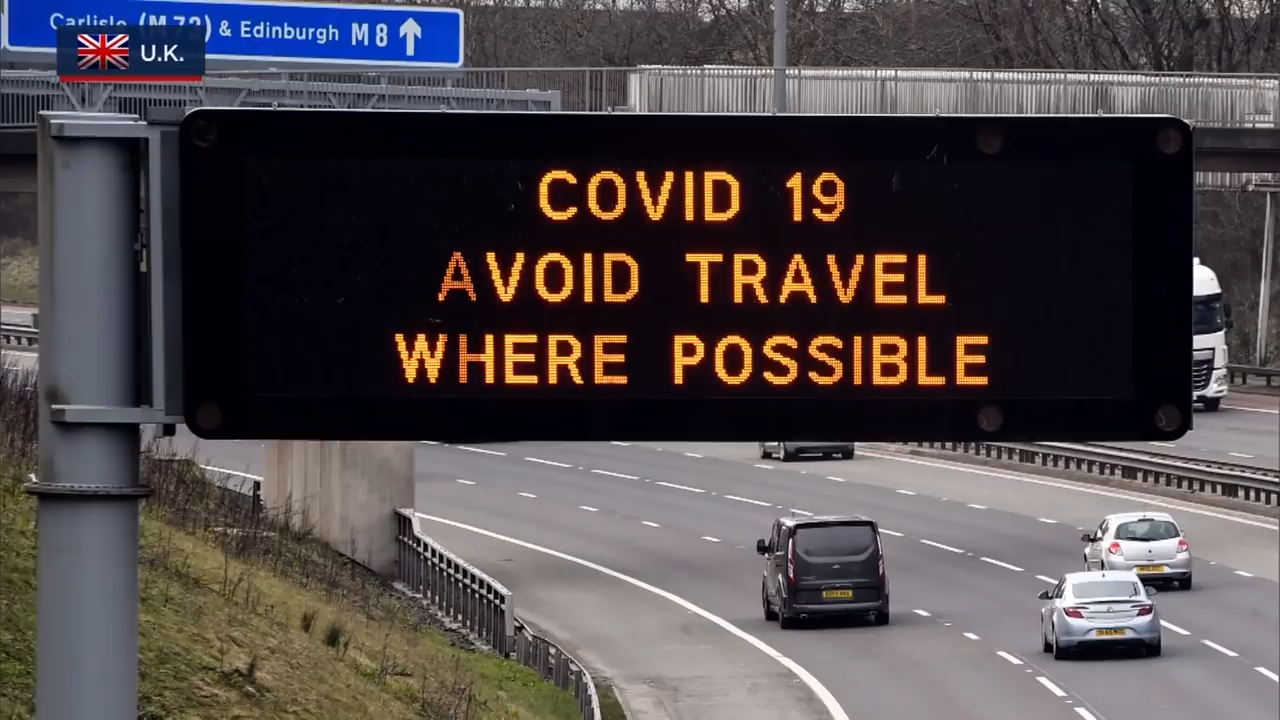 Carlisle (M73) & Edinburgh M8
U.K.
COVID 19
AVOID TRAVEL
WHERE POSSIBLE